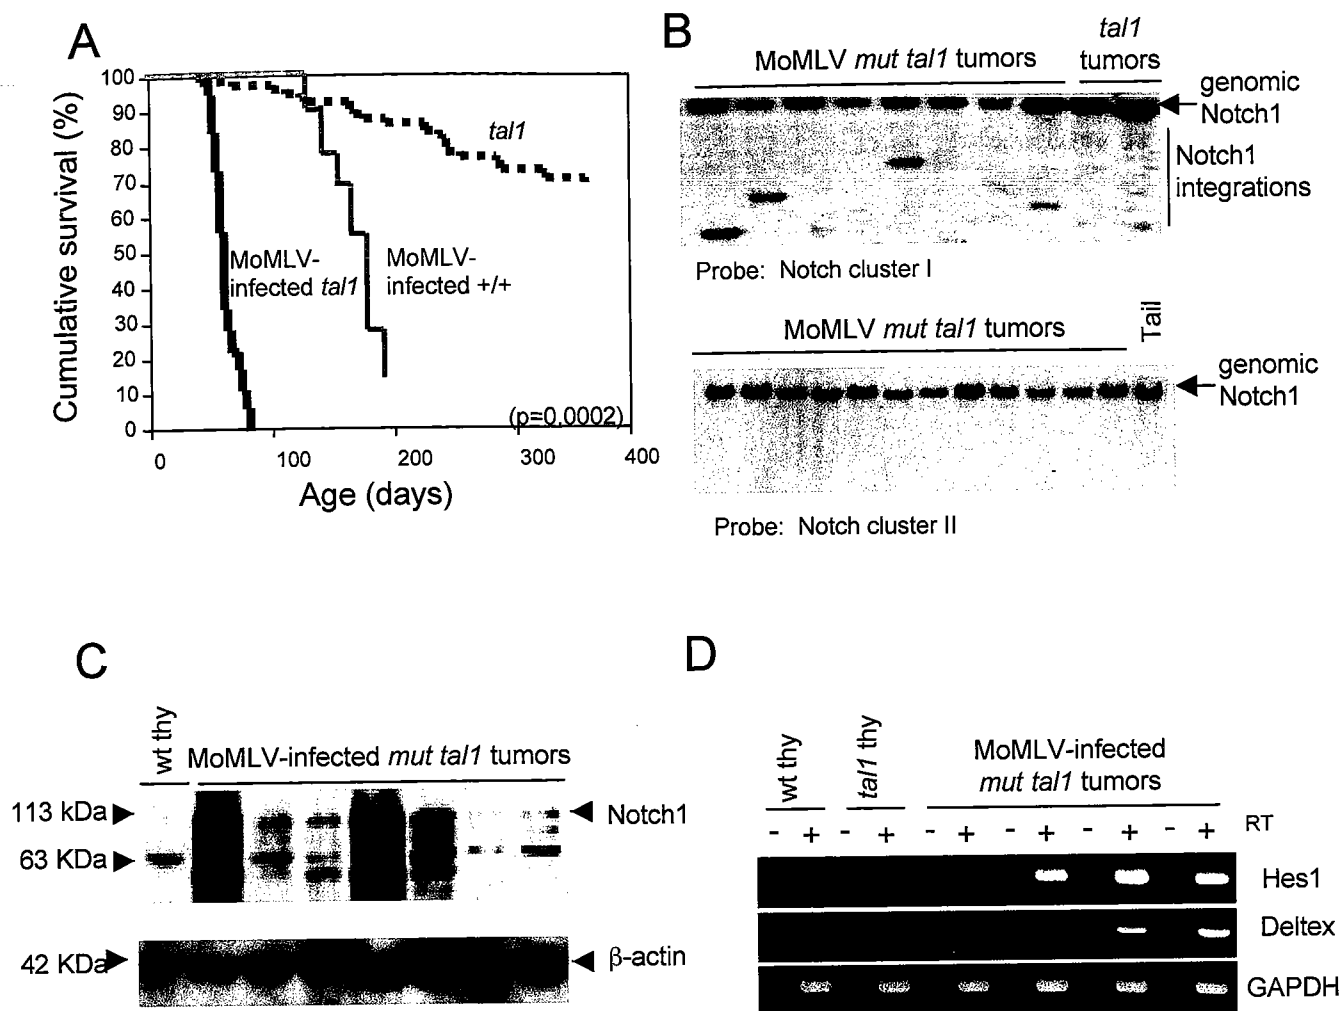 A
100
90
80
70
60
50
40
30
20
10
0
Cumulative survival (%)
tal1
MoMLV-
infected tal1
MoMLV-
infected +/+
(p=0.0002)
0 100 200 300 400
Age (days)
B
MoMLV mut tal1 tumors
tal1
tumors
genomic
Notch1
Notch1
integrations
Probe: Notch cluster I
MoMLV mut tal1 tumors
Tail
genomic
Notch1
Probe: Notch cluster II
C
wt thy
MoMLV-infected mut tal1 tumors
113 kDa
Notch1
63 KDa
42 KDa
β-actin
D
wt thy
tal1 thy
MoMLV-infected
mut tal1 tumors
- + - + - + - + - + - + RT
Hes1
Deltex
GAPDH